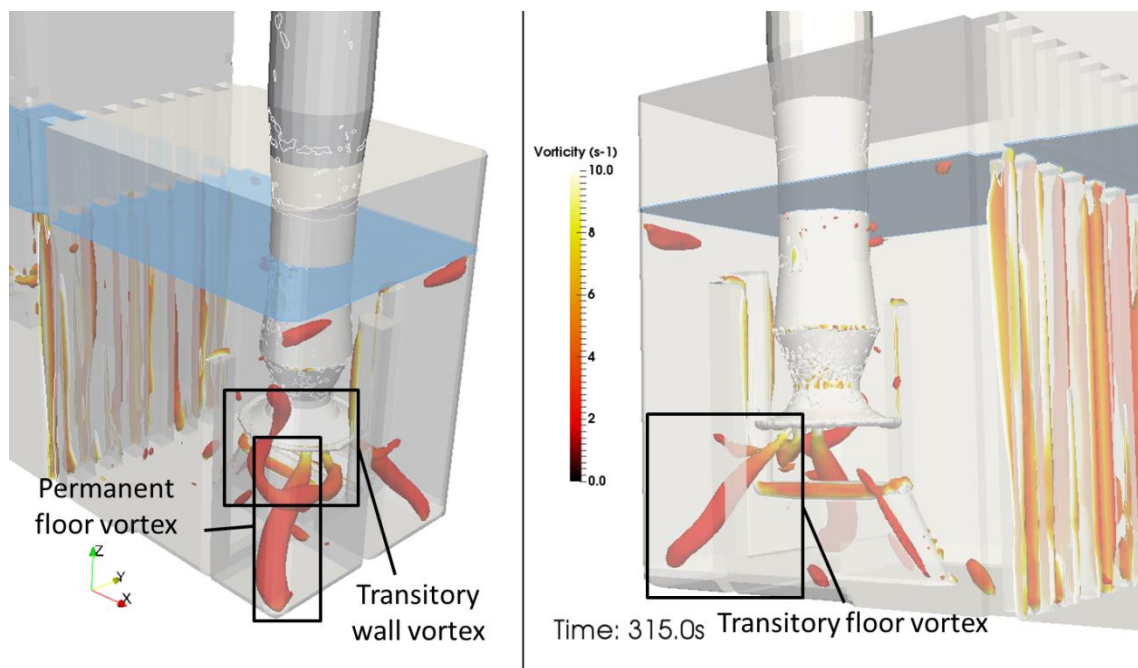 Permanent
floor vortex
Z
Y
X
Transitory
wall vortex
Vorticity (s-1)
10.0
8
6
4
2
0.0
Time: 315.0s
Transitory floor vortex